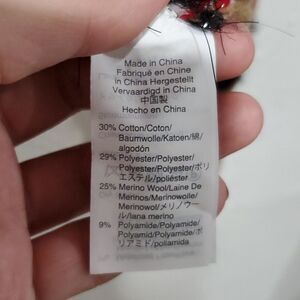 Made in China
Fabriqué en Chine
in China Hergestellt
Vervaardigd in China
中国製
Hecho en China
30% Cotton/Coton/
Baumwolle/Katoen/綿/
algodón
29% Polyester/Polyester/
Polyester/Polyester/ポリ
エステル/poliéster
25% Merino Wool/Laine De
Merinos/Merinowolle/
Merinowol/メリノウー
ル/lana merino
9% Polyamide/Polyamide/
Polyamid/Polyamide/ポ
リアミド/poliamida